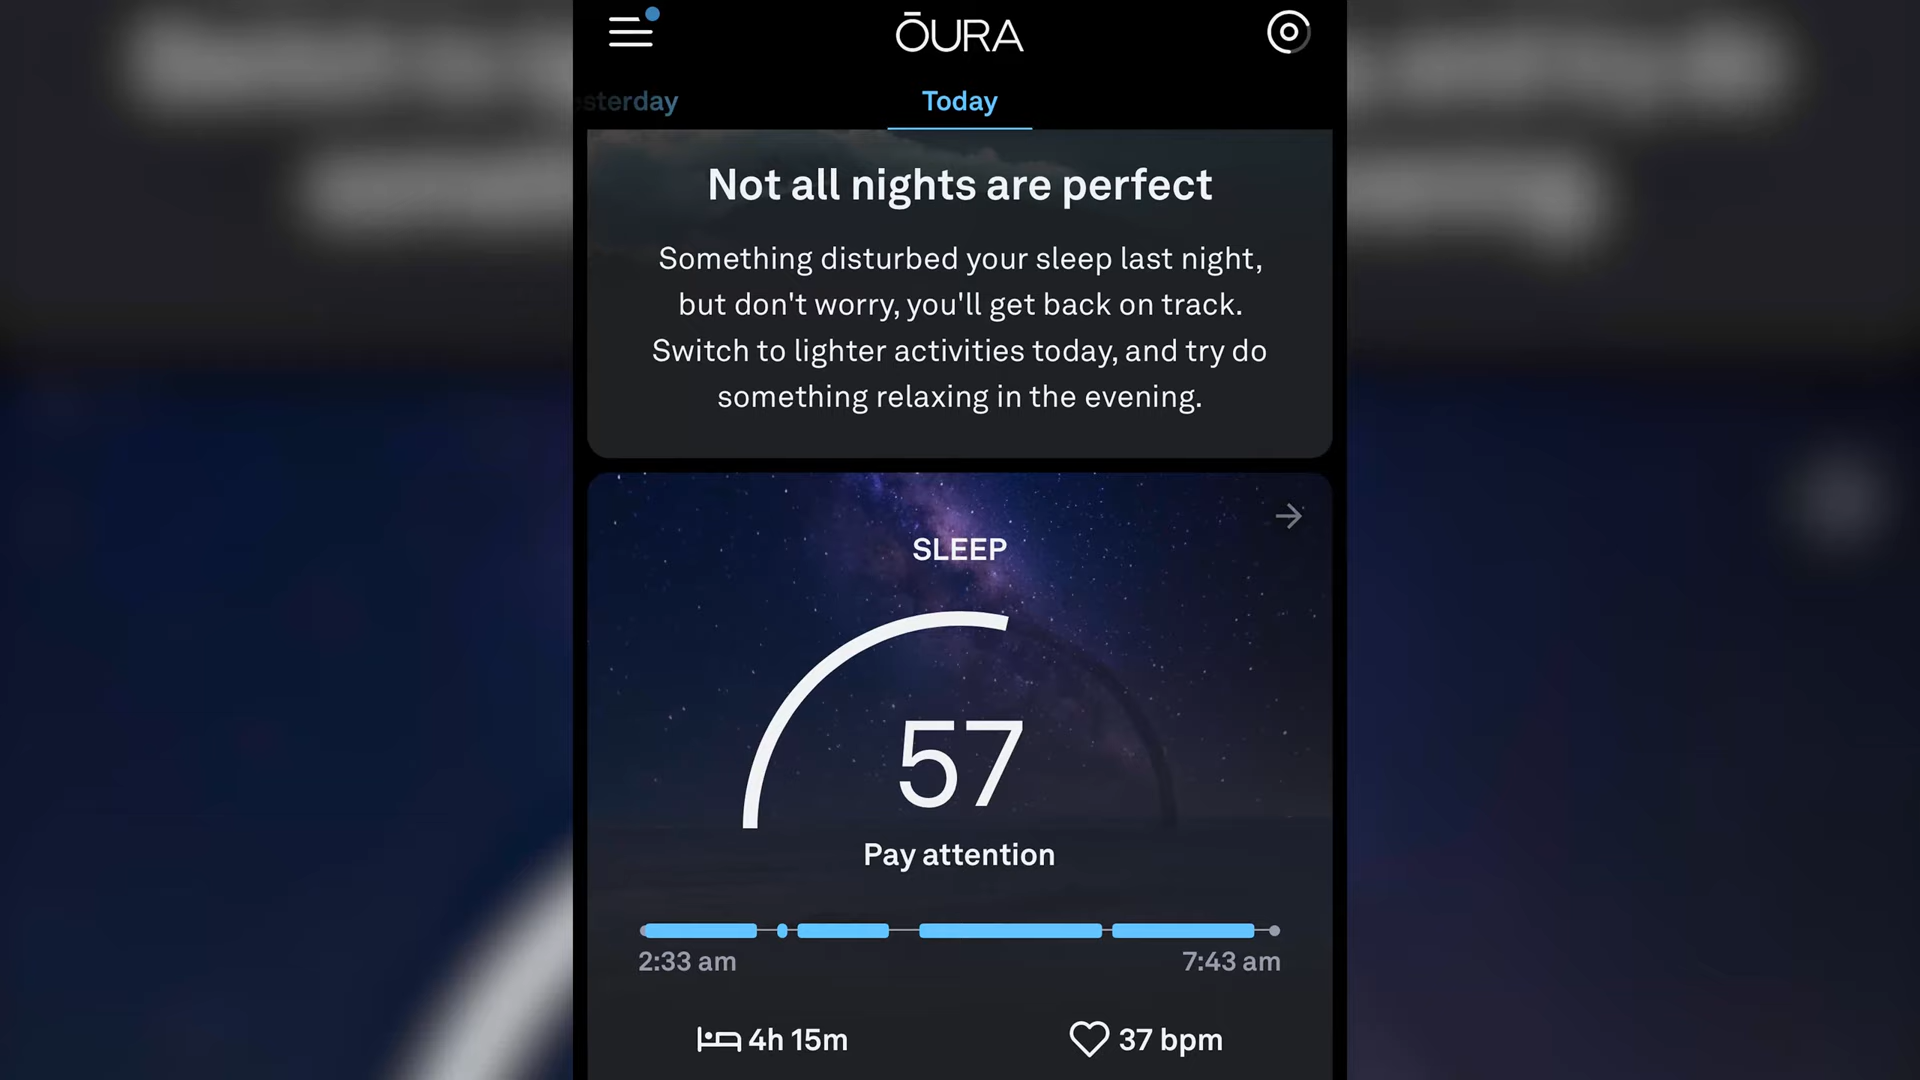 ŌURA
sterday
Today
Not all nights are perfect
Something disturbed your sleep last night,
but don't worry, you'll get back on track.
Switch to lighter activities today, and try do
something relaxing in the evening.
SLEEP
57
Pay attention
2:33 am
7:43 am
4h 15m
37 bpm